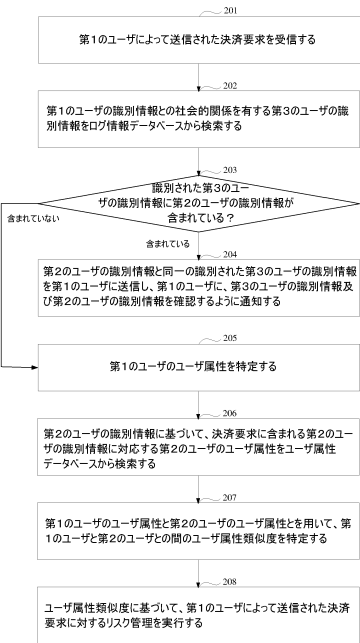 201
第1のユーザによって送信された決済要求を受信する
202
第1のユーザの識別情報との社会的関係を有する第3のユーザの識
別情報をログ情報データベースから検索する
203
識別された第3のユー
ザの識別情報に第2のユーザの識別情報が
含まれている？
含まれていない
含まれている
204
第2のユーザの識別情報と同一の識別された第3のユーザの識別情報
を第1のユーザに送信し、第1のユーザに、第3のユーザの識別情報及
び第2のユーザの識別情報を確認するように通知する
205
第1のユーザのユーザ属性を特定する
206
第2のユーザの識別情報に基づいて、決済要求に含まれる第2のユー
ザの識別情報に対応する第2のユーザのユーザ属性をユーザ属性
データベースから検索する
207
第1のユーザのユーザ属性と第2のユーザのユーザ属性とを用いて、第
1のユーザと第2のユーザとの間のユーザ属性類似度を特定する
208
ユーザ属性類似度に基づいて、第1のユーザによって送信された決済
要求に対するリスク管理を実行する